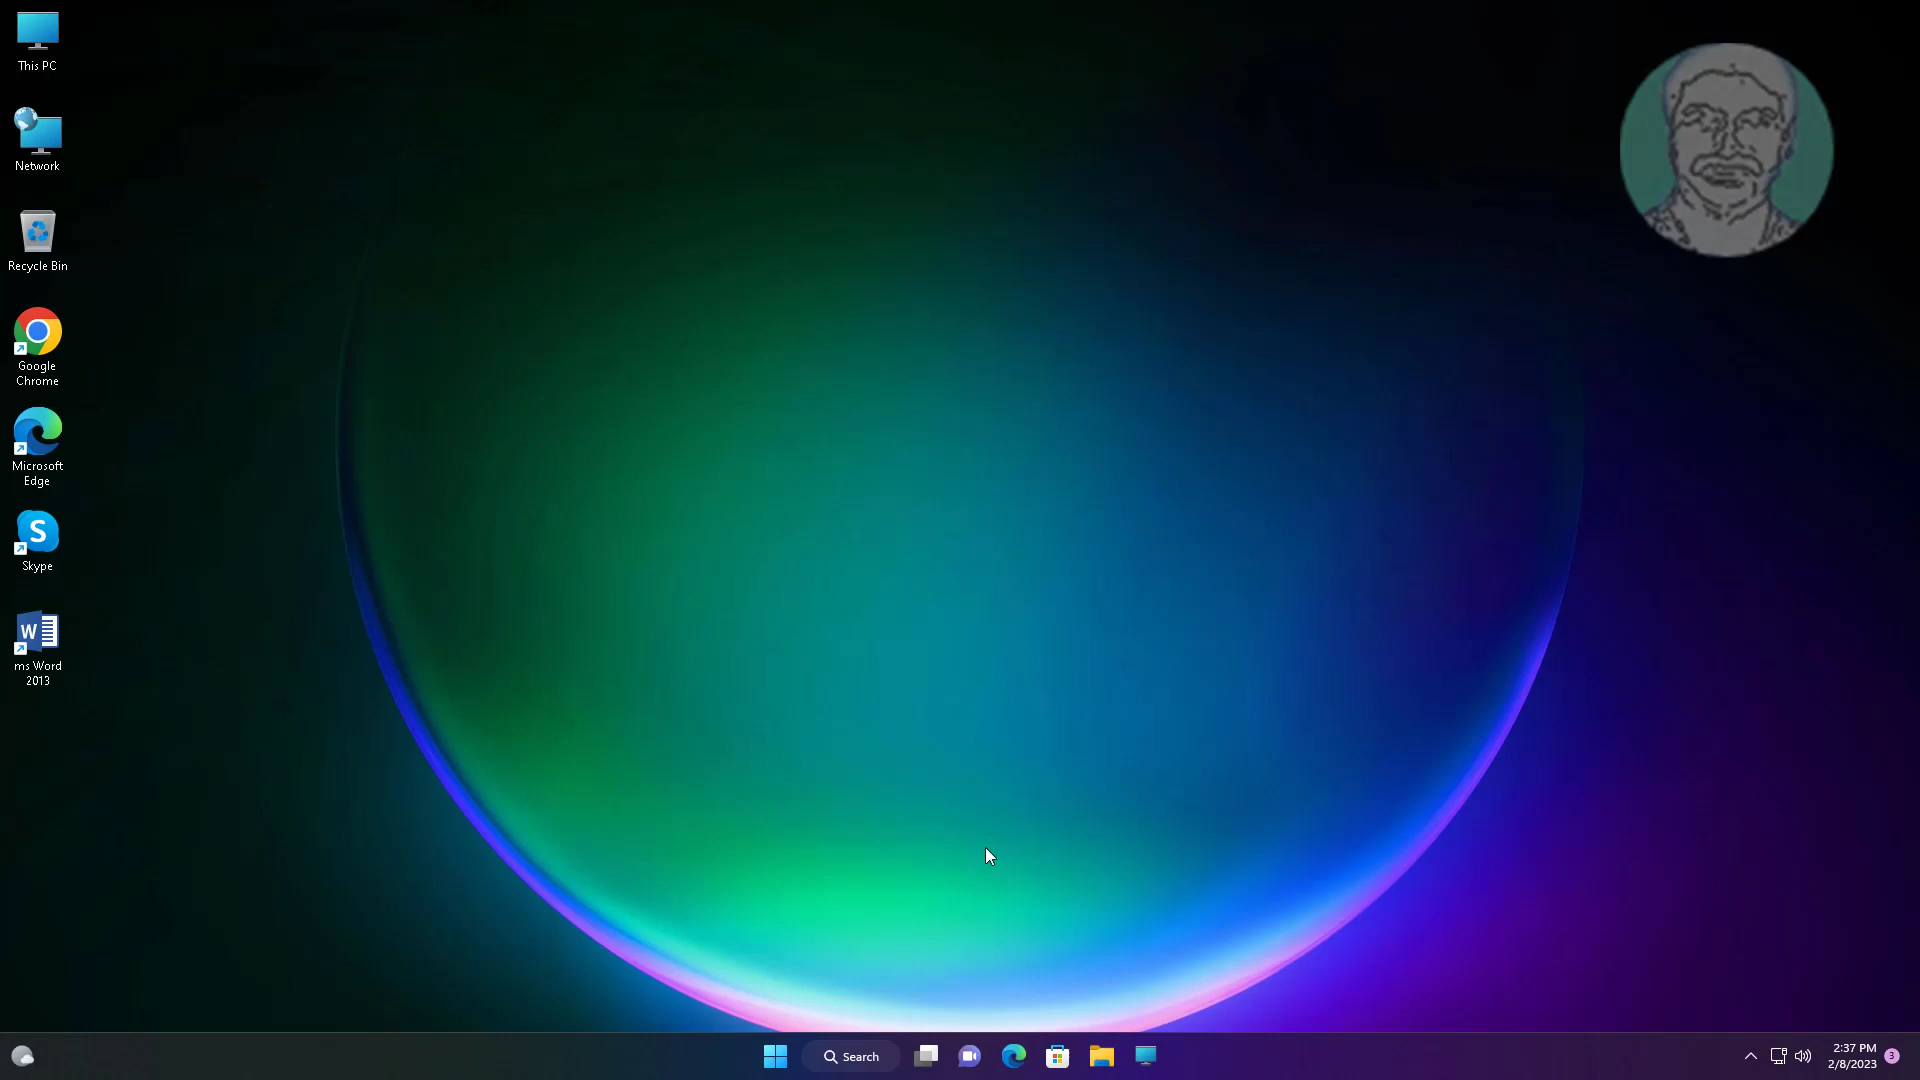 This PC
Network
Recycle Bin
Google
Chrome
Microsoft
Edge
S
Skype
W
ms Word
2013
Search
2:37 PM
2/8/2023
3